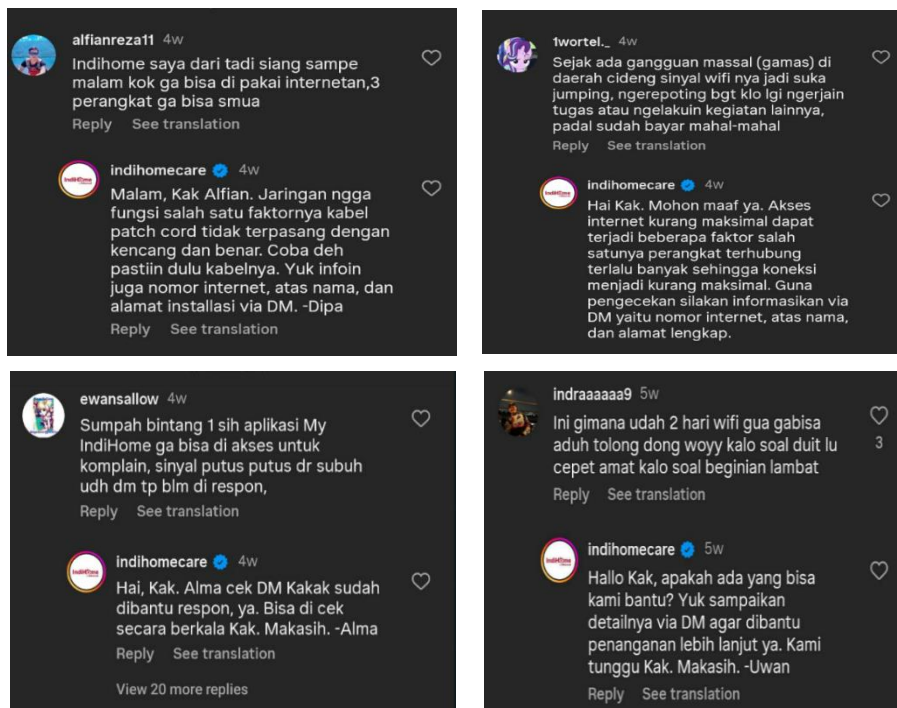 alfianreza11 4w
Indihome saya dari tadi siang sampe
malam kok ga bisa di pakai internetan,3
perangkat ga bisa smua
Reply See translation
indihomecare 4w
Malam, Kak Alfian. Jaringan ngga
fungsi salah satu faktornya kabel
patch cord tidak terpasang dengan
kencang dan benar. Coba deh
pastiin dulu kabelnya. Yuk infoin
juga nomor internet, atas nama, dan
alamat installasi via DM. -Dipa
Reply See translation
1wortel._ 4w
Sejak ada gangguan massal (gamas) di
daerah cideng sinyal wifi nya jadi suka
jumping, ngerepoting bgt klo lgi ngerjain
tugas atau ngelakuin kegiatan lainnya,
padal sudah bayar mahal-mahal
Reply See translation
indihomecare 4w
Hai Kak. Mohon maaf ya. Akses
internet kurang maksimal dapat
terjadi beberapa faktor salah
satunya perangkat terhubung
terlalu banyak sehingga koneksi
menjadi kurang maksimal. Guna
pengecekan silakan informasikan via
DM yaitu nomor internet, atas nama,
dan alamat lengkap.
ewansallow 4w
Sumpah bintang 1 sih aplikasi My
IndiHome ga bisa di akses untuk
komplain, sinyal putus putus dr subuh
udh dm tp blm di respon,
Reply See translation
indihomecare 4w
Hai, Kak. Alma cek DM Kakak sudah
dibantu respon, ya. Bisa di cek
secara berkala Kak. Makasih. -Alma
Reply See translation
View 20 more replies
indraaaaaa9 5w
Ini gimana udah 2 hari wifi gua gabisa
aduh tolong dong woyy kalo soal duit lu
cepet amat kalo soal beginian lambat
3
Reply See translation
indihomecare 5w
Hallo Kak, apakah ada yang bisa
kami bantu? Yuk sampaikan
detailnya via DM agar dibantu
penanganan lebih lanjut ya. Kami
tunggu Kak. Makasih. -Uwan
Reply See translation